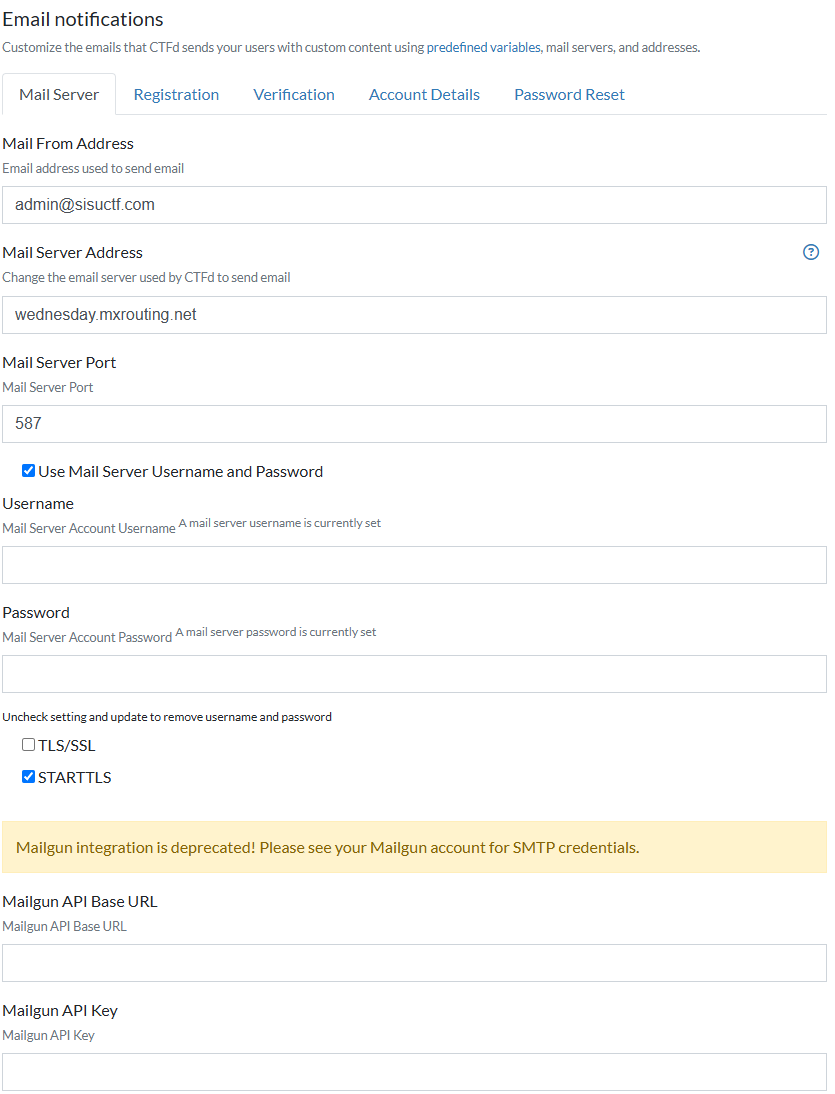 Email notifications
Customize the emails that CTFd sends your users with custom content using predefined variables, mail servers, and addresses.
Mail Server Registration Verification Account Details Password Reset
Mail From Address
Email address used to send email
admin@sisuctf.com
Mail Server Address
Change the email server used by CTFd to send email
wednesday.mxrouting.net
Mail Server Port
Mail Server Port
587
Use Mail Server Username and Password
Username
Mail Server Account Username A mail server username is currently set
Password
Mail Server Account Password A mail server password is currently set
Uncheck setting and update to remove username and password
TLS/SSL
STARTTLS
Mailgun integration is deprecated! Please see your Mailgun account for SMTP credentials.
Mailgun API Base URL
Mailgun API Base URL
Mailgun API Key
Mailgun API Key